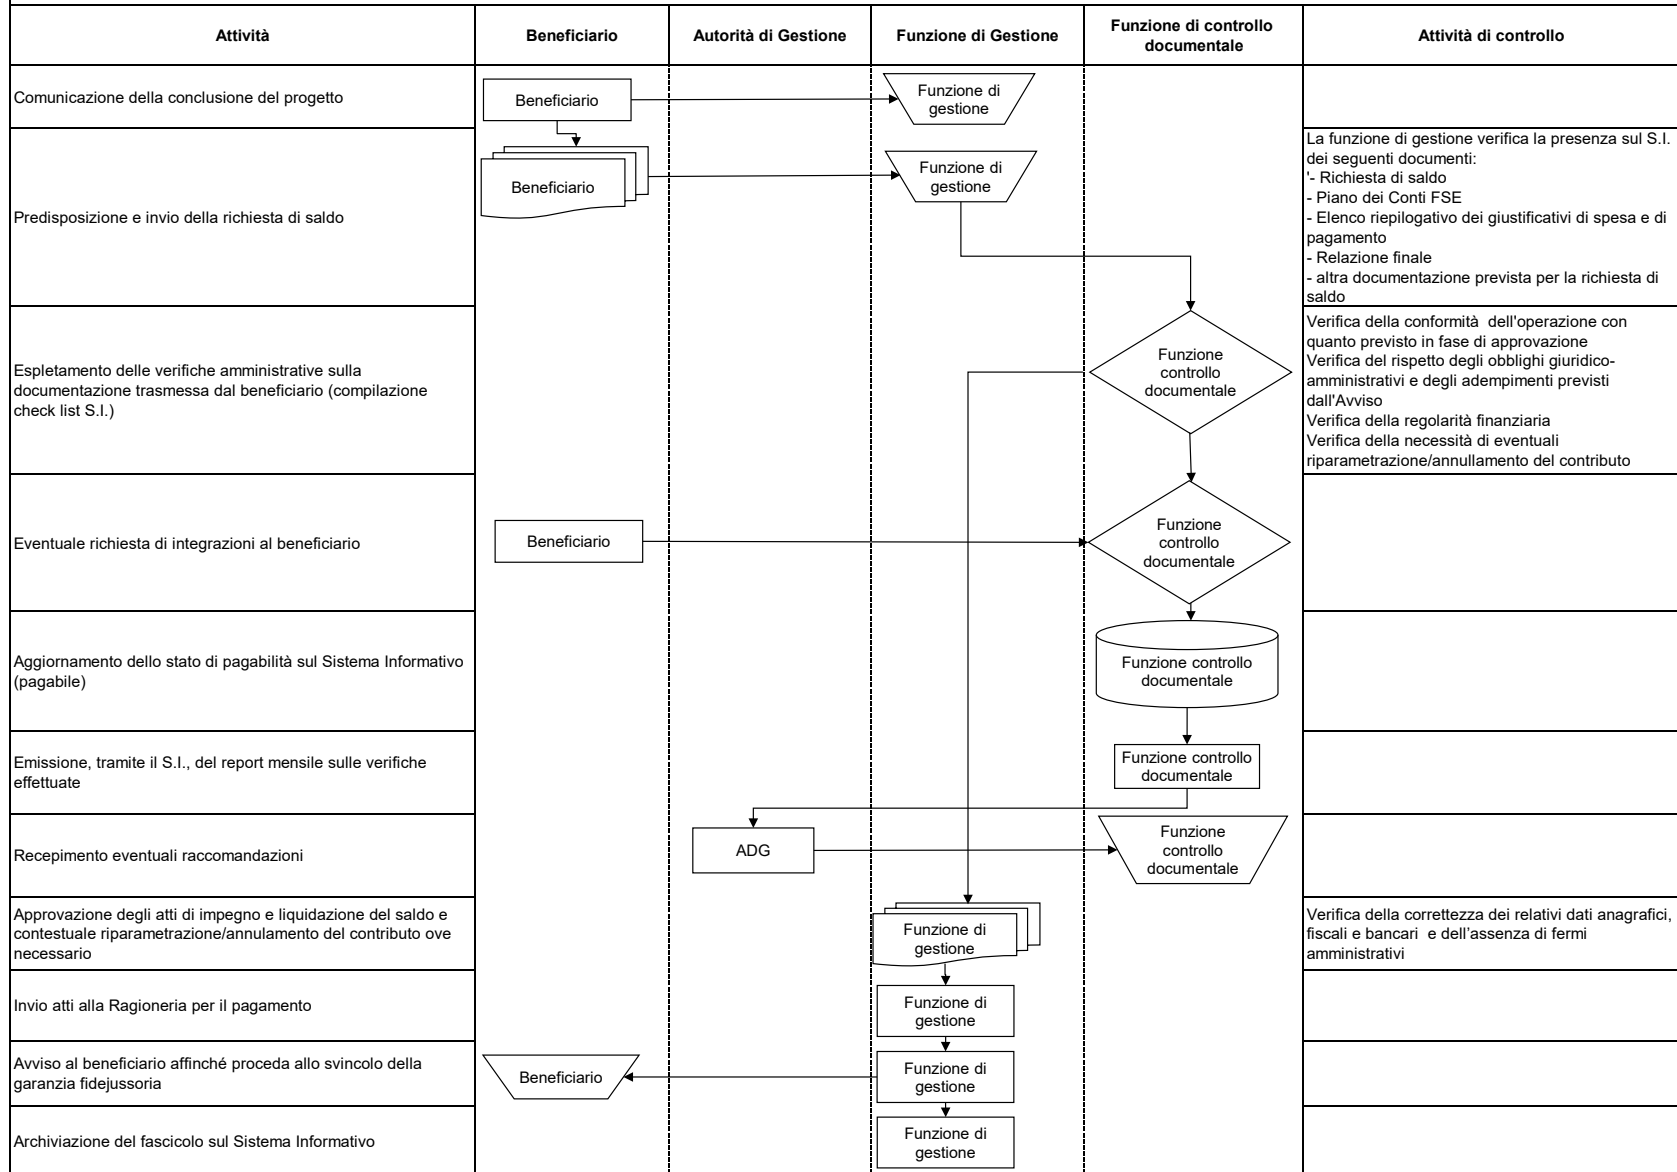 Attività
Beneficiario
Autorità di Gestione
Funzione di Gestione
Funzione di controllo
documentale
Attività di controllo
Comunicazione della conclusione del progetto
Beneficiario
Funzione di
gestione
Predisposizione e invio della richiesta di saldo
Beneficiario
Funzione di
gestione
La funzione di gestione verifica la presenza sul S.I.
dei seguenti documenti:
'- Richiesta di saldo
- Piano dei Conti FSE
- Elenco riepilogativo dei giustificativi di spesa e di
pagamento
- Relazione finale
- altra documentazione prevista per la richiesta di
saldo
Espletamento delle verifiche amministrative sulla
documentazione trasmessa dal beneficiario (compilazione
check list S.I.)
Funzione
controllo
documentale
Verifica della conformità  dell'operazione con
quanto previsto in fase di approvazione
Verifica del rispetto degli obblighi giuridico-
amministrativi e degli adempimenti previsti
dall'Avviso
Verifica della regolarità finanziaria
Verifica della necessità di eventuali
riparametrazione/annullamento del contributo
Eventuale richiesta di integrazioni al beneficiario
Beneficiario
Funzione
controllo
documentale
Aggiornamento dello stato di pagabilità sul Sistema Informativo
(pagabile)
Funzione controllo
documentale
Emissione, tramite il S.I., del report mensile sulle verifiche
effettuate
Funzione controllo
documentale
Recepimento eventuali raccomandazioni
ADG
Funzione
controllo
documentale
Approvazione degli atti di impegno e liquidazione del saldo e
contestuale riparametrazione/annulamento del contributo ove
necessario
Funzione di
gestione
Verifica della correttezza dei relativi dati anagrafici,
fiscali e bancari  e dell'assenza di fermi
amministrativi
Invio atti alla Ragioneria per il pagamento
Funzione di
gestione
Avviso al beneficiario affinché proceda allo svincolo della
garanzia fidejussoria
Beneficiario
Funzione di
gestione
Archiviazione del fascicolo sul Sistema Informativo
Funzione di
gestione